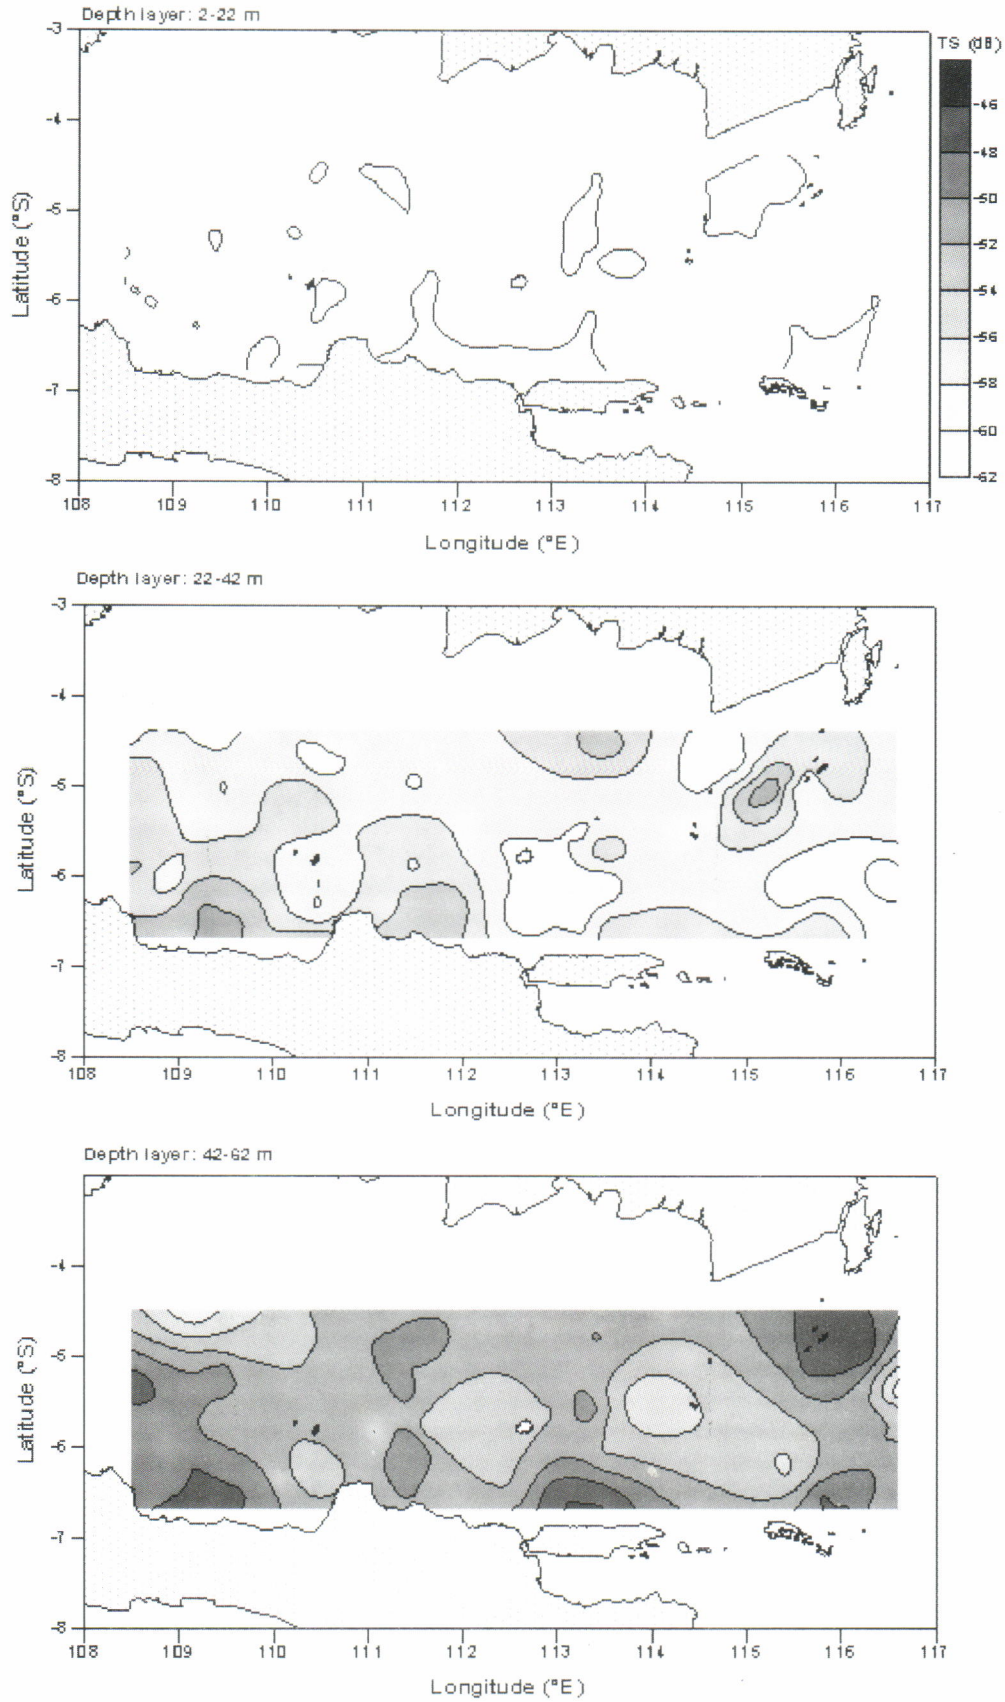 Depth layer: 2-22 m
TS (dB)
-3
-4
-5
-6
-7
-8
-46
-48
-50
-52
-54
-56
-58
-60
-62
Latitude (°S)
108 109 110 111 112 113 114 115 116 117
Longitude (°E)
Depth layer: 22-42 m
-3
-4
-5
-6
-7
-8
Latitude (°S)
108 109 110 111 112 113 114 115 116 117
Longitude (°E)
Depth layer: 42-62 m
-4
-5
-6
-7
-8
Latitude (°S)
108 109 110 111 112 113 114 115 116 117
Longitude (°E)